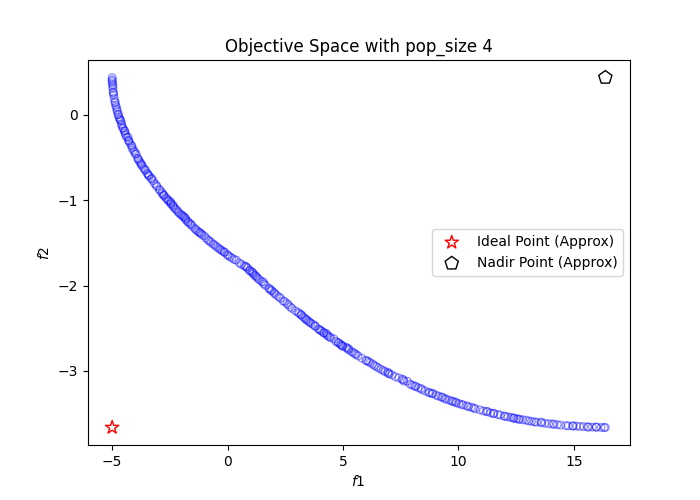 Objective Space with pop_size 4
f2
0
−1
−2
−3
Ideal Point (Approx)
Nadir Point (Approx)
−5
0
5
10
15
f1